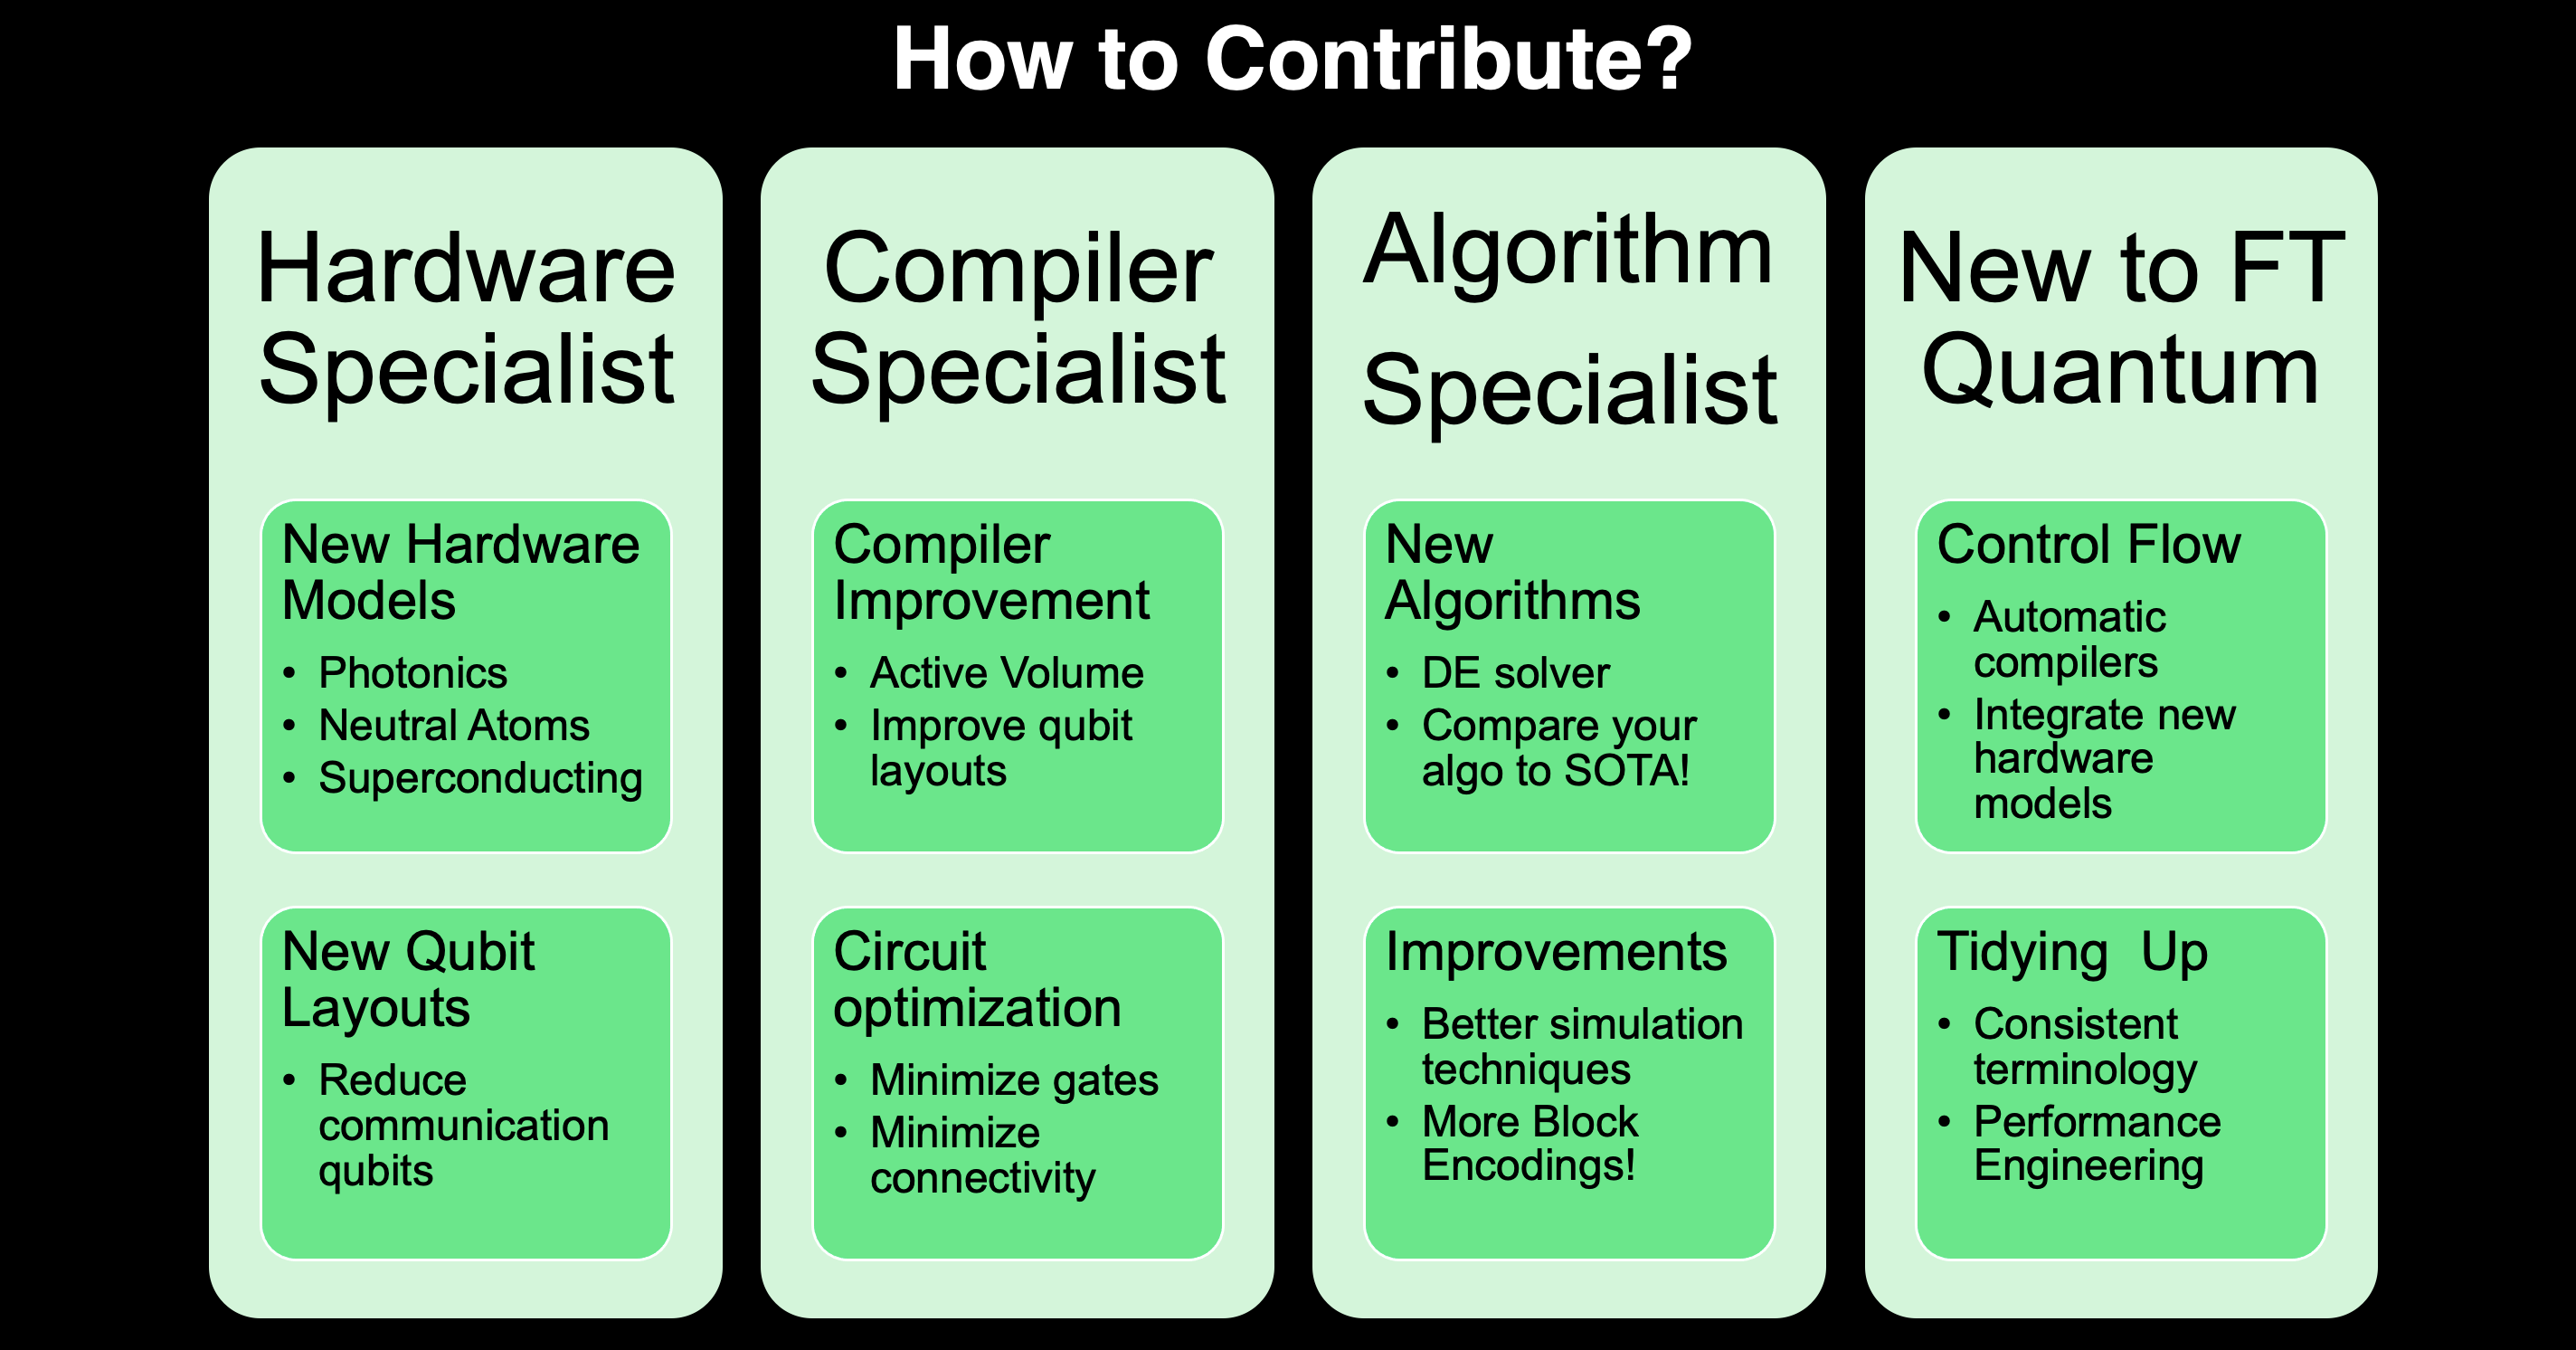 How to Contribute?
Hardware
Specialist
New Hardware
Models
• Photonics
• Neutral Atoms
• Superconducting
New Qubit
Layouts
• Reduce
communication
qubits
Compiler
Specialist
Compiler
Improvement
• Active Volume
• Improve qubit
layouts
Circuit
optimization
• Minimize gates
• Minimize
connectivity
Algorithm
Specialist
New
Algorithms
• DE solver
• Compare your
algo to SOTA!
Improvements
• Better simulation
techniques
• More Block
Encodings!
New to FT
Quantum
Control Flow
• Automatic
compilers
• Integrate new
hardware
models
Tidying  Up
• Consistent
terminology
• Performance
Engineering